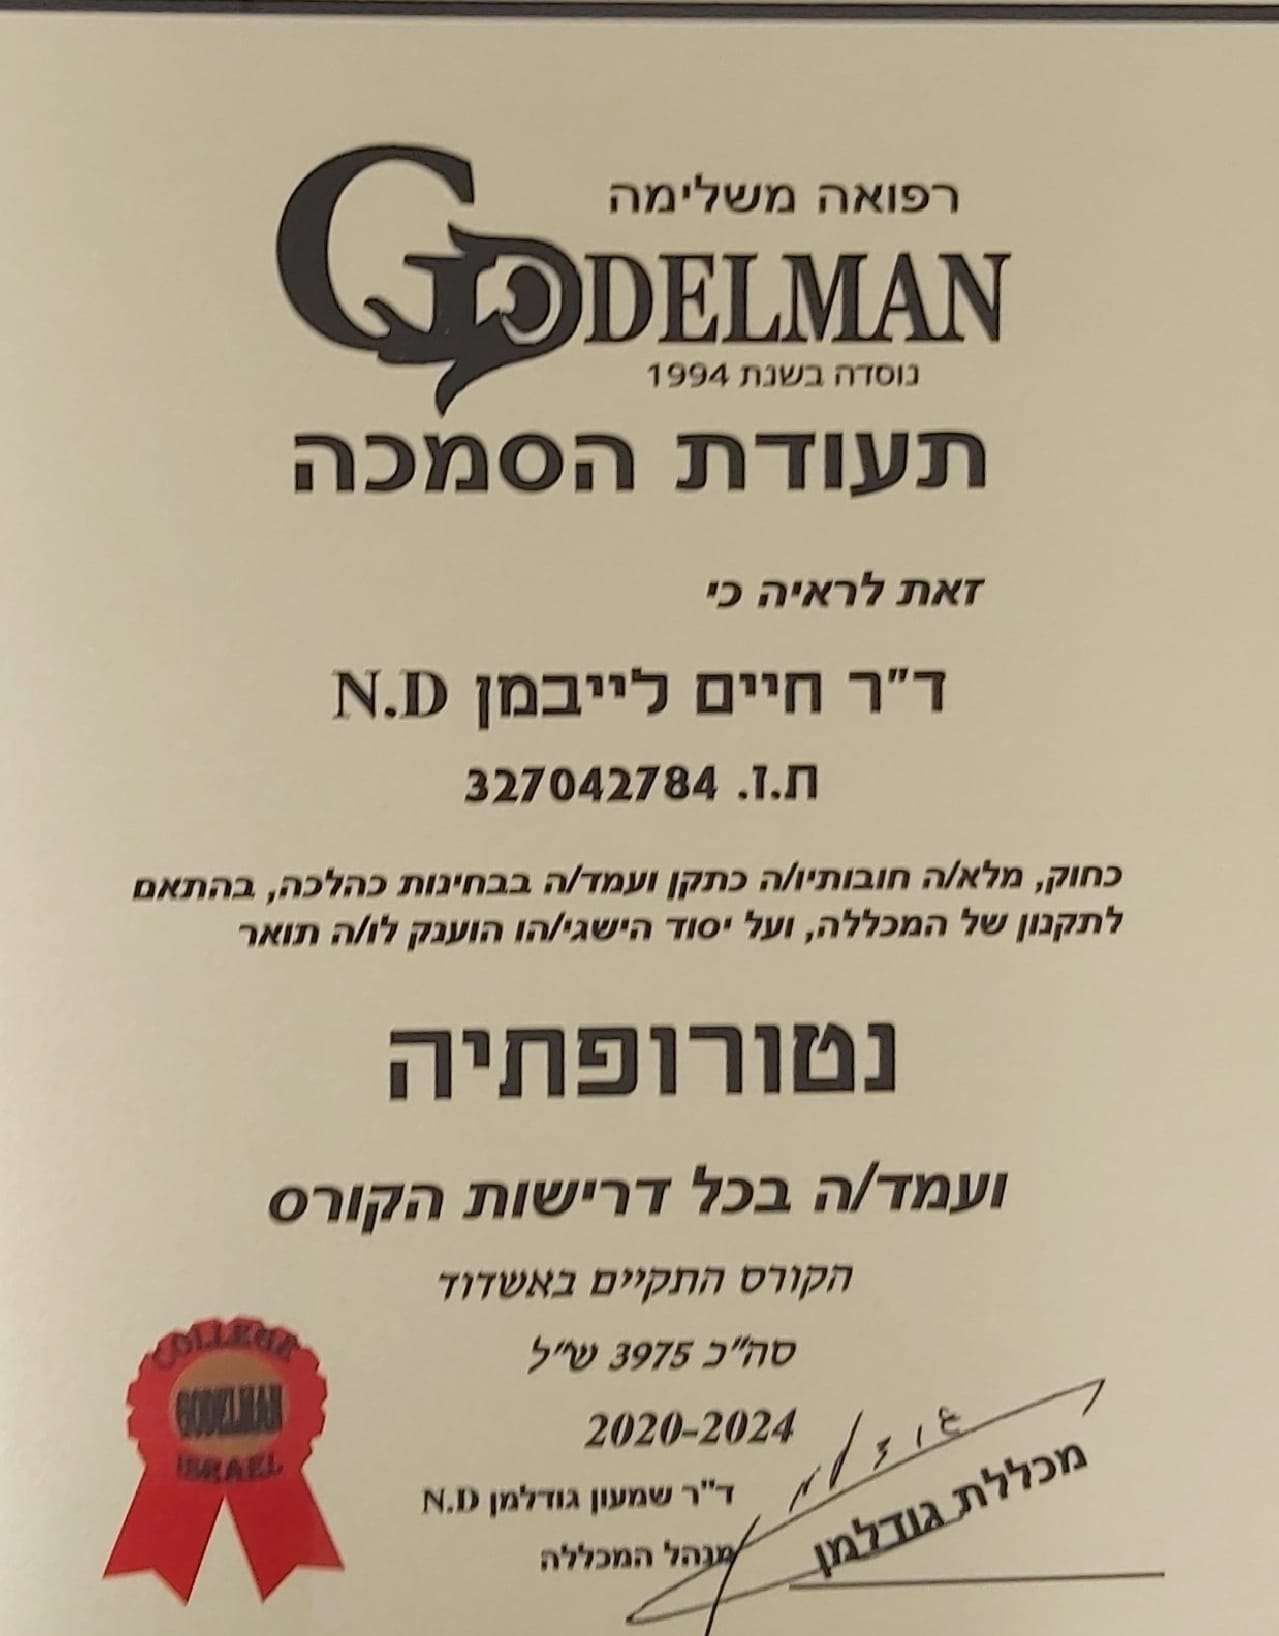 רפואה משלימה
GODELMAN
נוסדה בשנת 1994
תעודת הסמכה
זאת לראיה כי
ד"ר חיים לייבמן N.D
ת.ז. 327042784
כחוק, מלא/ה חובותיו/ה כתקן ועמד/ה בבחינות כהלכה, בהתאם
לתקנון של המכללה, ועל יסוד הישגי/הו הוענק לו/ה תואר
נטורופתיה
ועמד/ה בכל דרישות הקורס
הקורס התקיים באשדוד
סה"כ 3975 ש"ל
2020-2024
ד"ר שמעון גודלמן N.D
מנהל המכללה
גודלמן
מכללת גודלמן
COLLEGE
GODELMAN
ISRAEL